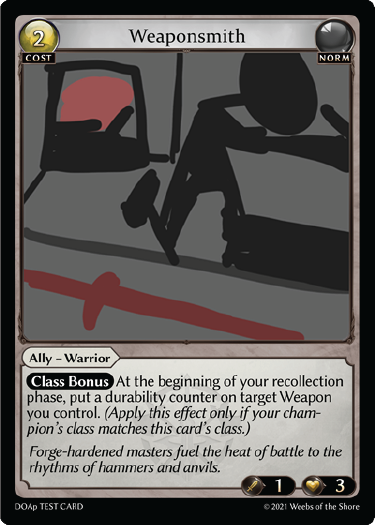 2
Weaponsmith
COST
NORM
Ally – Warrior
Class Bonus At the beginning of your recollection
phase, put a durability counter on target Weapon
you control. (Apply this effect only if your cham-
pion's class matches this card's class.)
Forge-hardened masters fuel the heat of battle to the
rhythms of hammers and anvils.
1
3
DOAp TEST CARD
© 2021 Weebs of the Shore